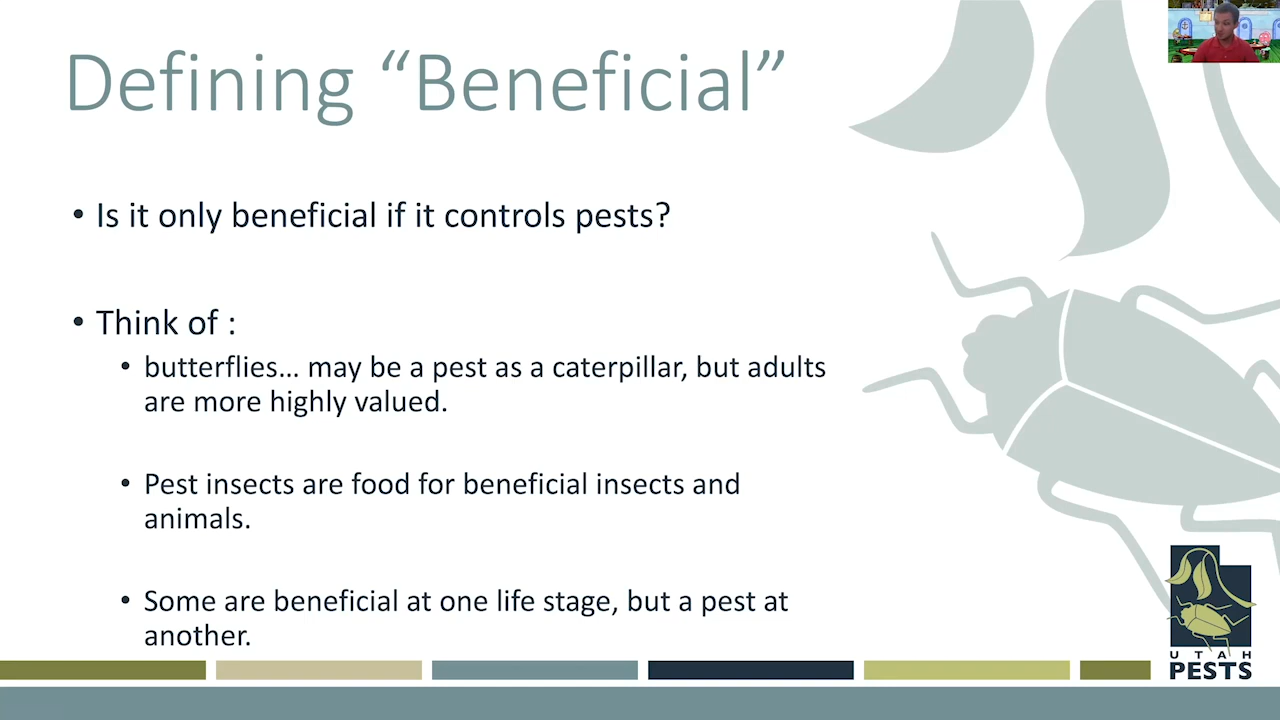 Defining “Beneficial”
• Is it only beneficial if it controls pests?
• Think of :
• butterflies… may be a pest as a caterpillar, but adults
are more highly valued.
• Pest insects are food for beneficial insects and
animals.
• Some are beneficial at one life stage, but a pest at
another.
UTAH
PESTS